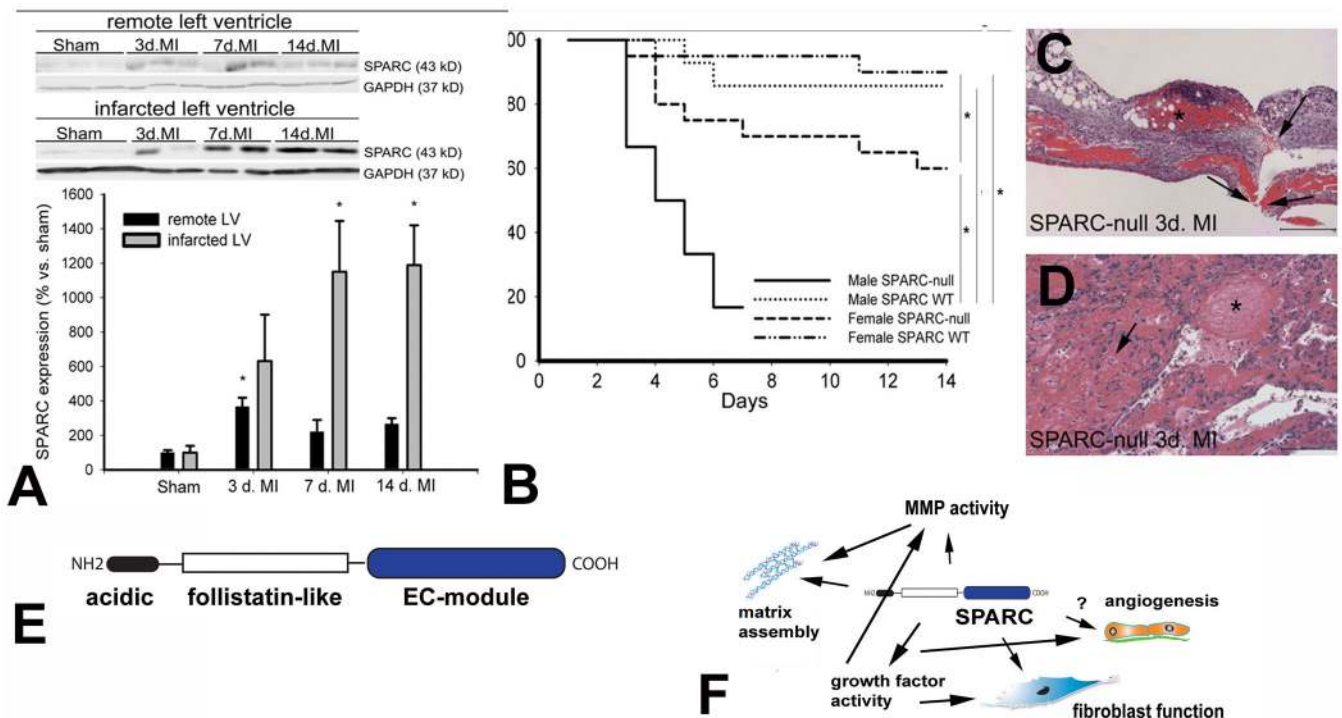 remote left ventricle
Sham 3d.MI 7d.MI 14d.MI
SPARC (43 kD)
GAPDH (37 kD)
infarcted left ventricle
Sham 3d.MI 7d.MI 14d.MI
SPARC (43 kD)
GAPDH (37 kD)
SPARC expression (% vs. sham)
1600
1400
1200
1000
800
600
400
200
0
remote LV
infarcted LV
*
*
*
Sham 3 d. MI 7 d. MI 14 d. MI
A
00
80
60
40
20
0
0 2 4 6 8 10 12 14
Days
Male SPARC-null
Male SPARC WT
Female SPARC-null
Female SPARC WT
*
*
*
B
C
*
SPARC-null 3d. MI
D
*
SPARC-null 3d. MI
NH2 COOH
acidic follistatin-like EC-module
E
MMP activity
matrix
assembly
NH2 COOH
SPARC
? angiogenesis
growth factor
activity
fibroblast function
F